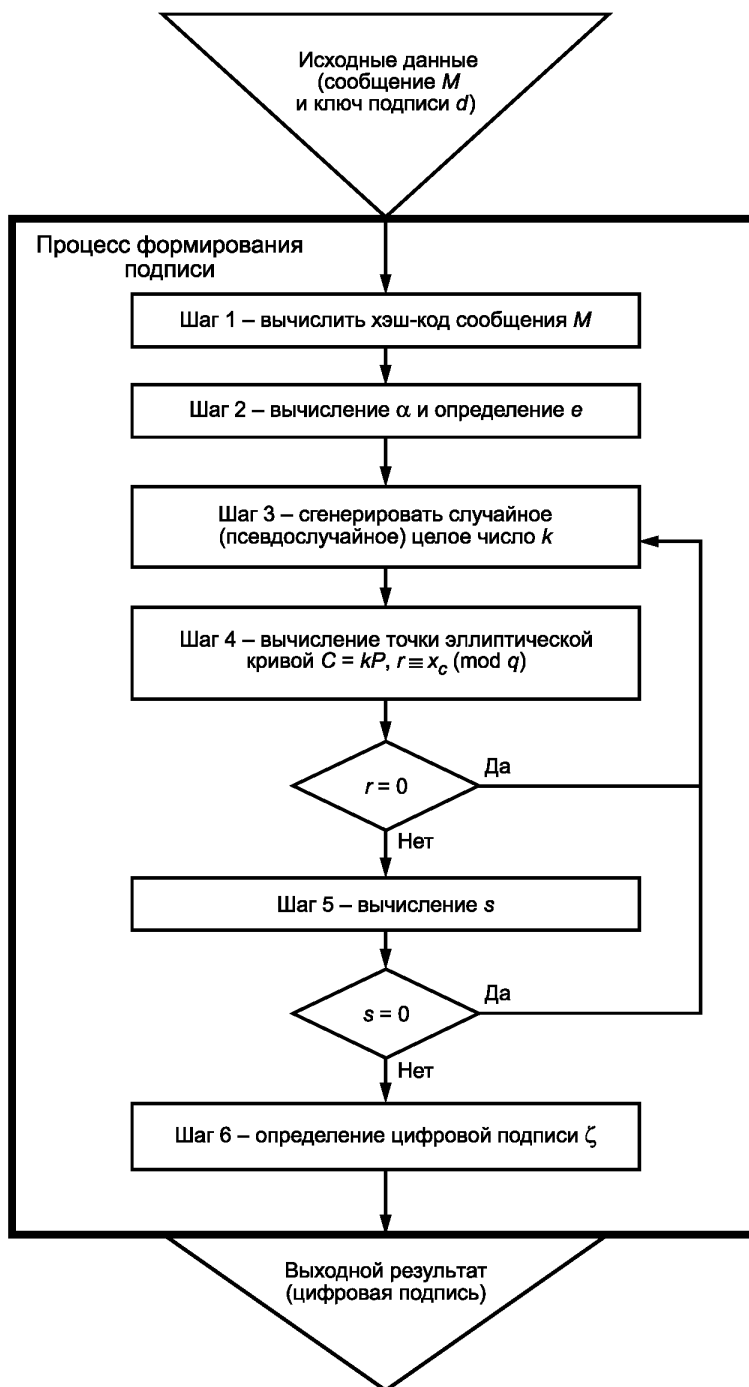 Исходные данные
(сообщение M
и ключ подписи d)
Процесс формирования
подписи
Шаг 1 – вычислить хэш-код сообщения M
Шаг 2 – вычисление α и определение e
Шаг 3 – сгенерировать случайное
(псевдослучайное) целое число k
Шаг 4 – вычисление точки эллиптической
кривой C = kP, r ≡ x_c (mod q)
r = 0
Да
Нет
Шаг 5 – вычисление s
s = 0
Да
Нет
Шаг 6 – определение цифровой подписи ζ
Выходной результат
(цифровая подпись)